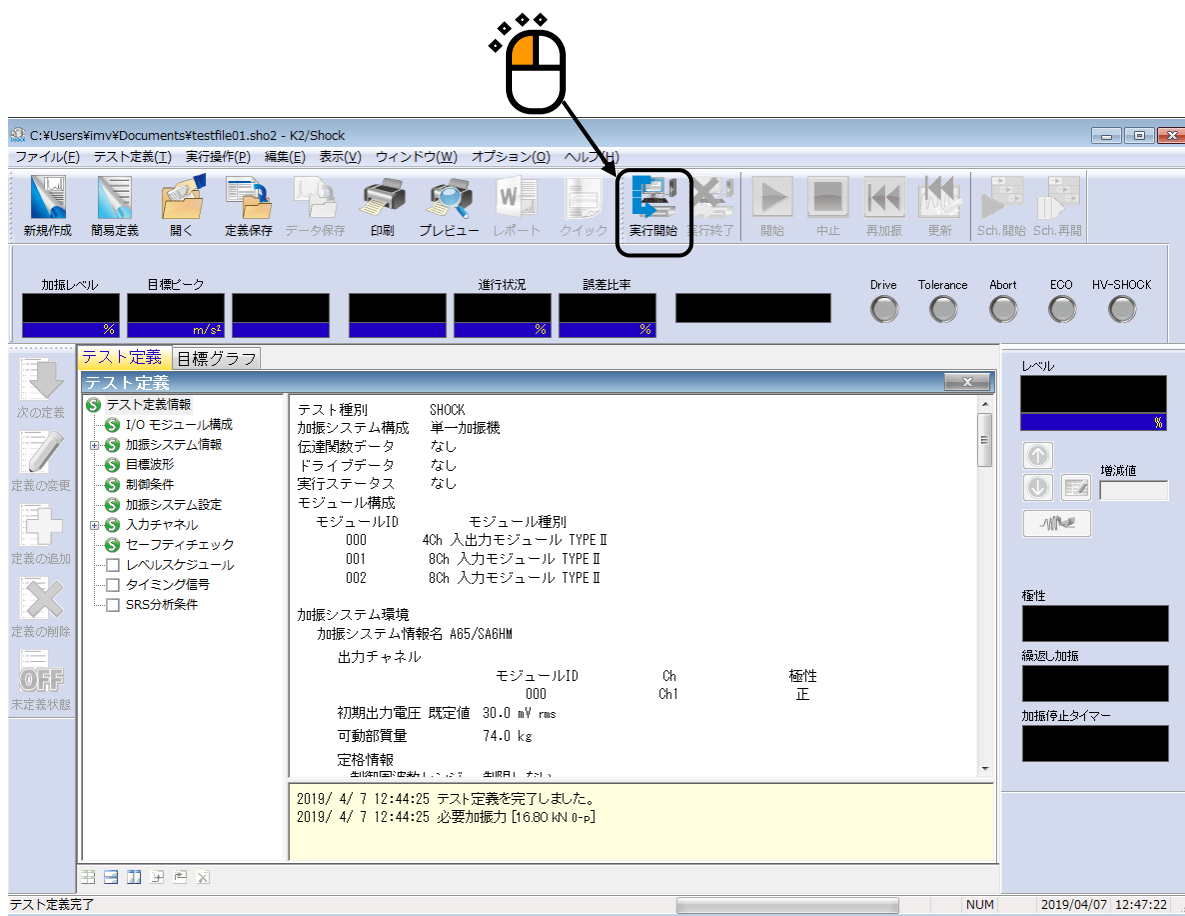 C:¥Users¥imv¥Documents¥testfile01.sho2 - K2/Shock
ファイル(F) テスト定義(T) 実行操作(P) 編集(E) 表示(V) ウィンドウ(W) オプション(O) ヘルプ(H)
新規作成 簡易定義 開く 定義保存 データ保存 印刷 プレビュー レポート クイック 実行開始 実行終了 開始 中止 再加振 更新 Sch.開始 Sch.再開
加振レベル 目標ピーク 進行状況 誤差比率 Drive Tolerance Abort ECO HV-SHOCK
% m/s² % %
テスト定義 目標グラフ
テスト定義
次の定義
定義の変更
定義の追加
定義の削除
OFF
未定義状態
テスト定義情報
I/O モジュール構成
加振システム情報
目標波形
制御条件
加振システム設定
入力チャネル
セーフティチェック
レベルスケジュール
タイミング信号
SRS分析条件
テスト種別 SHOCK
加振システム構成 単一加振機
伝達関数データ なし
ドライブデータ なし
実行ステータス なし
モジュール構成
モジュールID モジュール種別
000 4Ch 入出力モジュール TYPEⅡ
001 8Ch 入力モジュール TYPEⅡ
002 8Ch 入力モジュール TYPEⅡ
加振システム環境
加振システム情報名 A65/SA6HM
出力チャネル
モジュールID Ch 極性
000 Ch1 正
初期出力電圧 既定値 30.0 mV rms
可動部質量 74.0 kg
定格情報
制御周波数レンジ 制限しない
2019/ 4/ 7 12:44:25 テスト定義を完了しました。
2019/ 4/ 7 12:44:25 必要加振力 [16.80 kN 0-p]
レベル
%
増減値
極性
繰返し加振
加振停止タイマー
テスト定義完了 NUM 2019/04/07 12:47:22